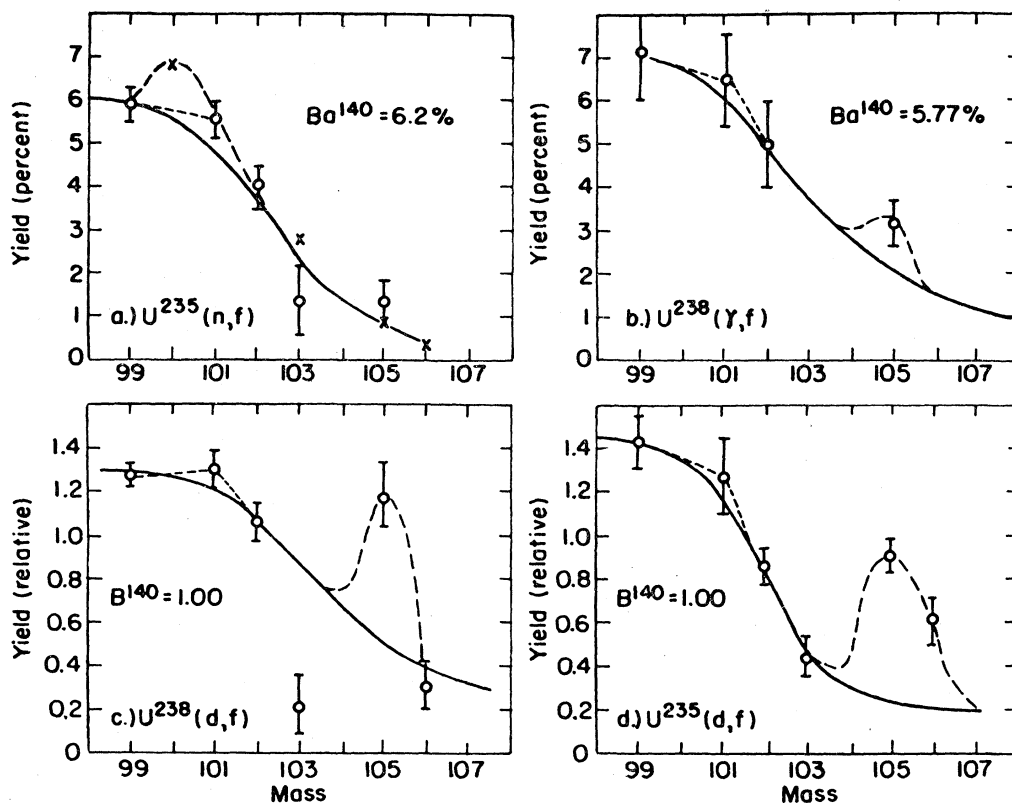 Yield (percent)
7
6
5
4
3
2
1
0
Ba¹⁴⁰=6.2%
a.) U²³⁵(n,f)
99 101 103 105 107
Yield (percent)
7
6
5
4
3
2
1
0
Ba¹⁴⁰=5.77%
b.) U²³⁸(γ,f)
99 101 103 105 107
Yield (relative)
1.4
1.2
1.0
0.8
0.6
0.4
0.2
0
B¹⁴⁰=1.00
c.) U²³⁸(d,f)
99 101 103 105 107
Mass
Yield (relative)
1.4
1.2
1.0
0.8
0.6
0.4
0.2
0
B¹⁴⁰=1.00
d.) U²³⁵(d,f)
99 101 103 105 107
Mass